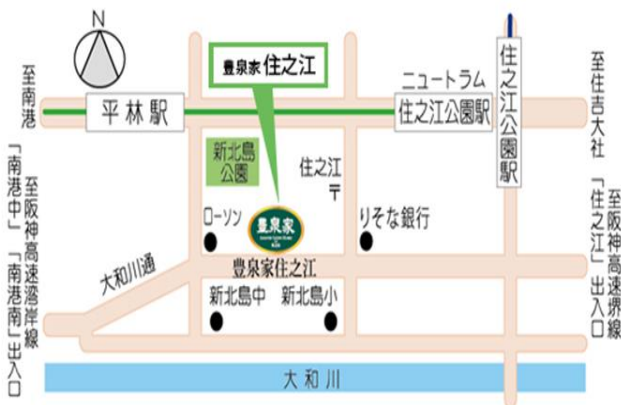 N
豊泉家 住之江
至南港
平林駅
ニュートラム
住之江公園駅
住之江公園駅
至住吉大社
新北島
公園
住之江
〒
ローソン
豊泉家
りそな銀行
豊泉家住之江
大和川通
新北島中
新北島小
至阪神高速湾岸線
「南港中」「南港南」出入口
至阪神高速堺線
「住之江」出入口
大和川